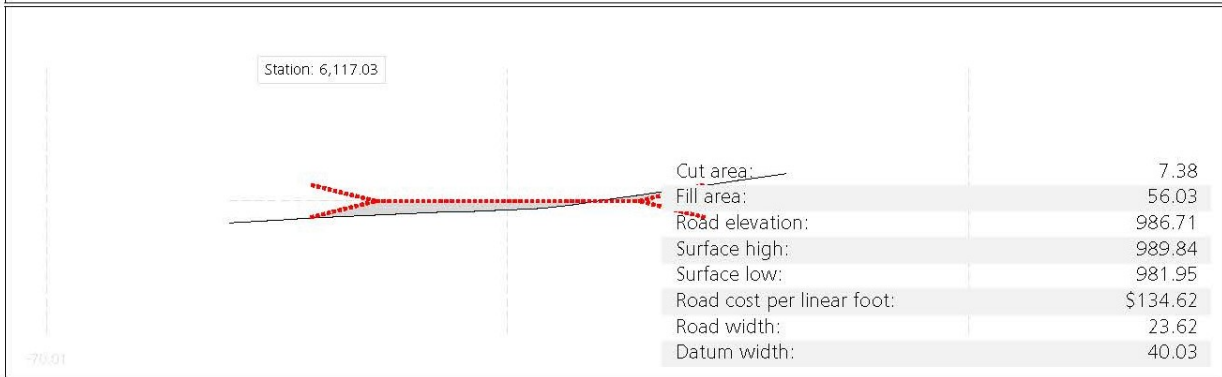 Station: 6,117.03
Cut area: 7.38
Fill area: 56.03
Road elevation: 986.71
Surface high: 989.84
Surface low: 981.95
Road cost per linear foot: $134.62
Road width: 23.62
Datum width: 40.03
-70.01